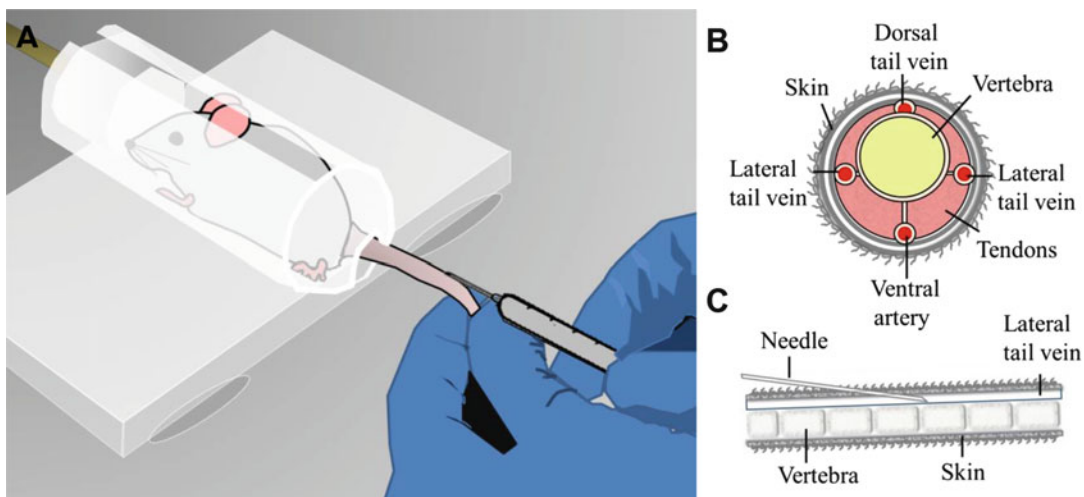 A
B
Dorsal
tail vein
Vertebra
Skin
Lateral
tail vein
Lateral
tail vein
Tendons
Ventral
artery
C
Lateral
tail vein
Needle
Vertebra
Skin